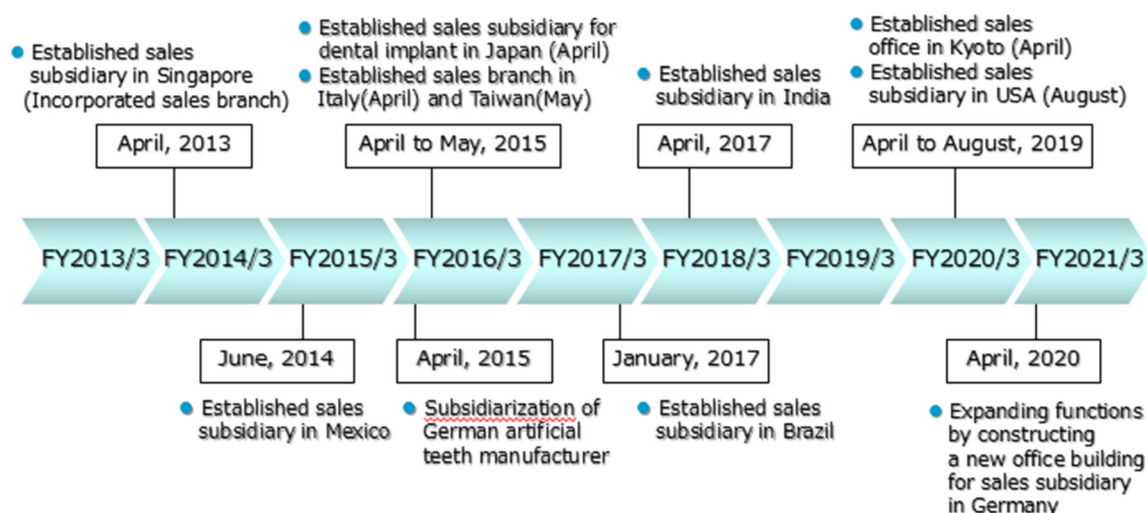 ● Established sales
subsidiary in Singapore
(Incorporated sales branch)
April, 2013
● Established sales subsidiary for
dental implant in Japan (April)
● Established sales branch in
Italy(April) and Taiwan(May)
April to May, 2015
● Established sales
subsidiary in India
April, 2017
● Established sales
office in Kyoto (April)
● Established sales
subsidiary in USA (August)
April to August, 2019
FY2013/3 FY2014/3 FY2015/3 FY2016/3 FY2017/3 FY2018/3 FY2019/3 FY2020/3 FY2021/3
June, 2014
● Established sales
subsidiary in Mexico
April, 2015
● Subsidiarization of
German artificial
teeth manufacturer
January, 2017
● Established sales
subsidiary in Brazil
April, 2020
● Expanding functions
by constructing
a new office building
for sales subsidiary
in Germany